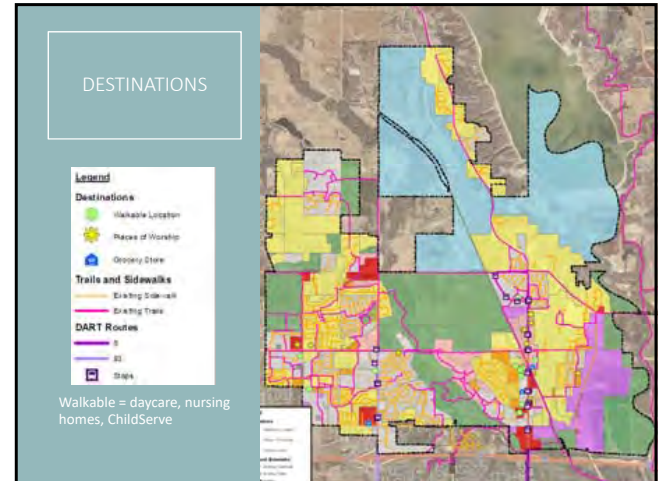 DESTINATIONS
Legend
Destinations
Walkable Location
Places of Worship
Grocery Store
Trails and Sidewalks
Existing Sidewalk
Existing Trails
DART Routes
Stops
Walkable = daycare, nursing
homes, ChildServe